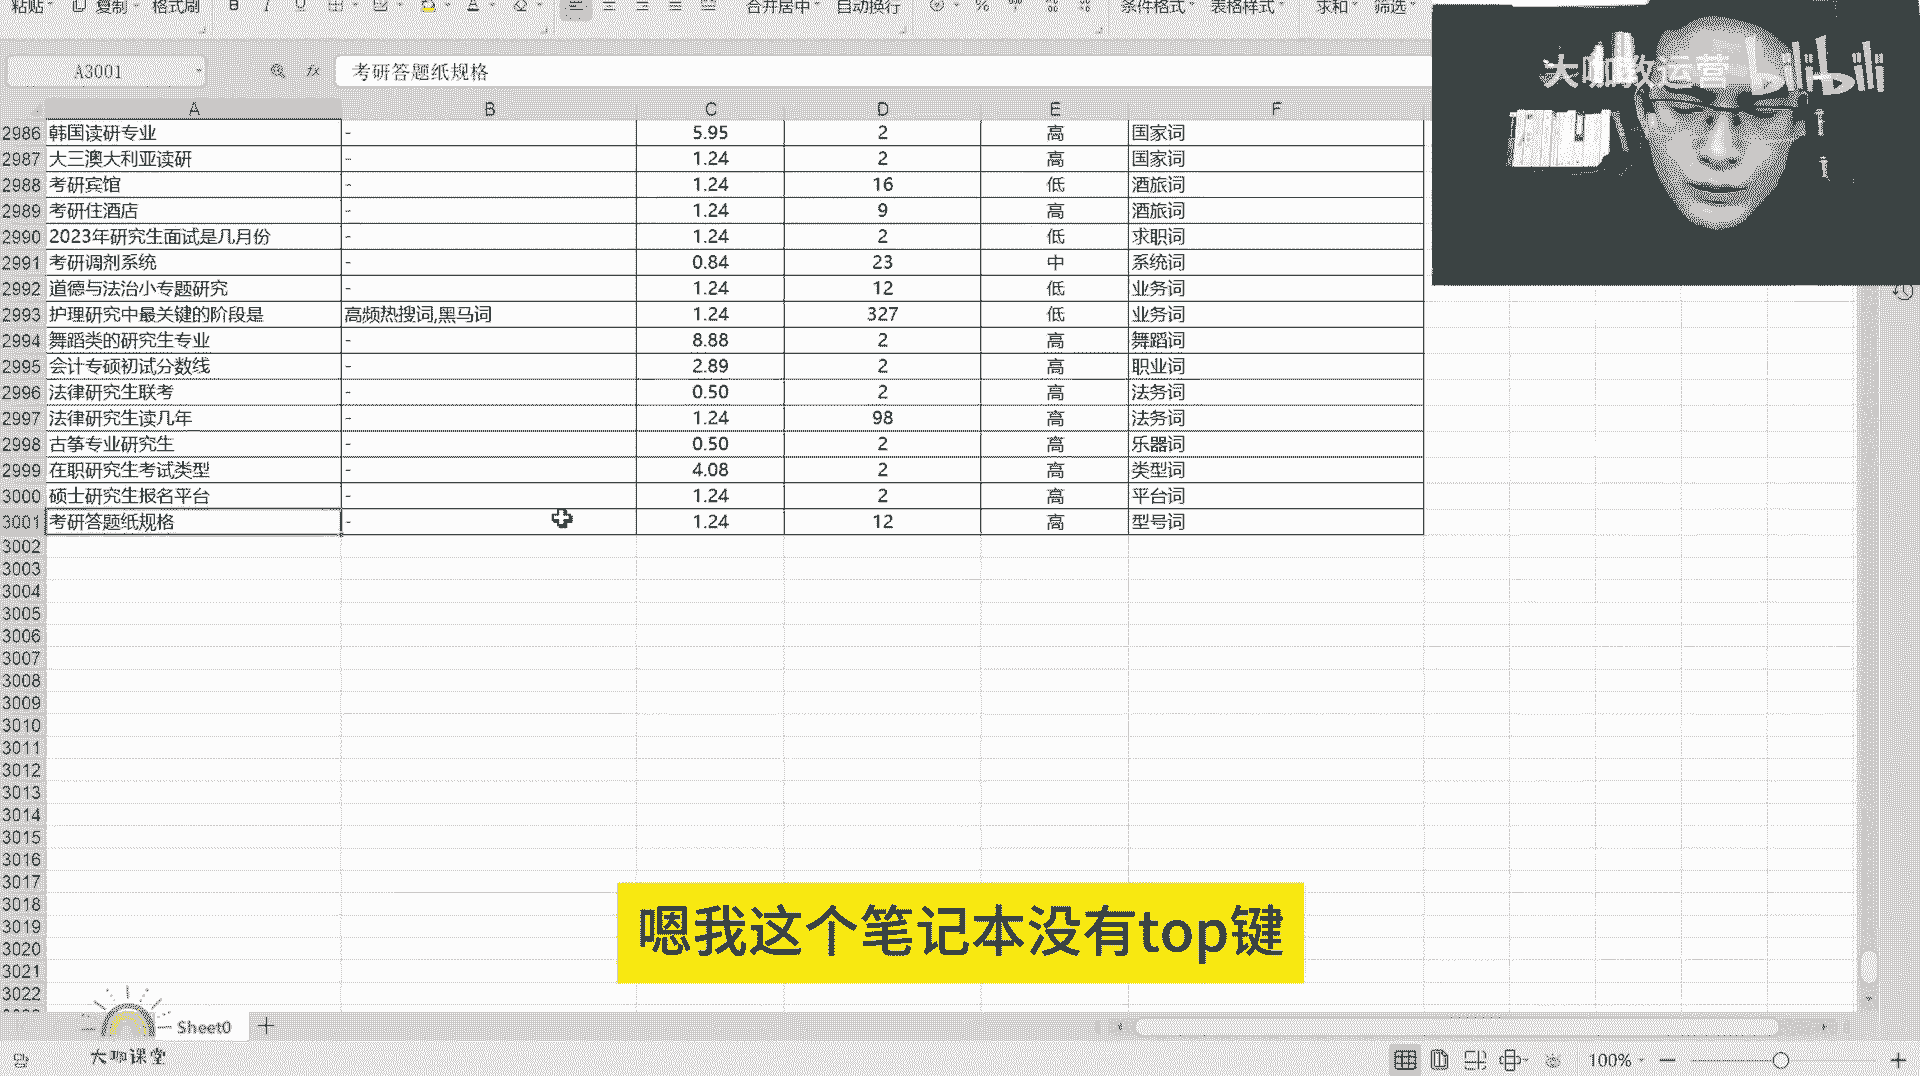 粘贴 复制 格式刷 B I U A 合并居中 自动换行 % 条件格式 表格样式 求和 筛选
A3001 fx 考研答题纸规格
大咖教运营 bilibili
A B C D E F
2986 韩国读研专业 - 5.95 2 高 国家词
2987 大三澳大利亚读研 - 1.24 2 高 国家词
2988 考研宾馆 - 1.24 16 低 酒旅词
2989 考研住酒店 - 1.24 9 高 酒旅词
2990 2023年研究生面试是几月份 - 1.24 2 低 求职词
2991 考研调剂系统 - 0.84 23 中 系统词
2992 道德与法治小专题研究 - 1.24 12 低 业务词
2993 护理研究中最关键的阶段是 高频热搜词,黑马词 1.24 327 低 业务词
2994 舞蹈类的研究生专业 - 8.88 2 高 舞蹈词
2995 会计专硕初试分数线 - 2.89 2 高 职业词
2996 法律研究生联考 - 0.50 2 高 法务词
2997 法律研究生读几年 - 1.24 98 高 法务词
2998 古筝专业研究生 - 0.50 2 高 乐器词
2999 在职研究生考试类型 - 4.08 2 高 类型词
3000 硕士研究生报名平台 - 1.24 2 高 平台词
3001 考研答题纸规格 - 1.24 12 高 型号词
3002
3003
3004
3005
3006
3007
3008
3009
3010
3011
3012
3013
3014
3015
3016
3017
3018
3019
3020
3021
3022
嗯我这个笔记本没有top键
Sheet0 +
大咖课堂
100% — +